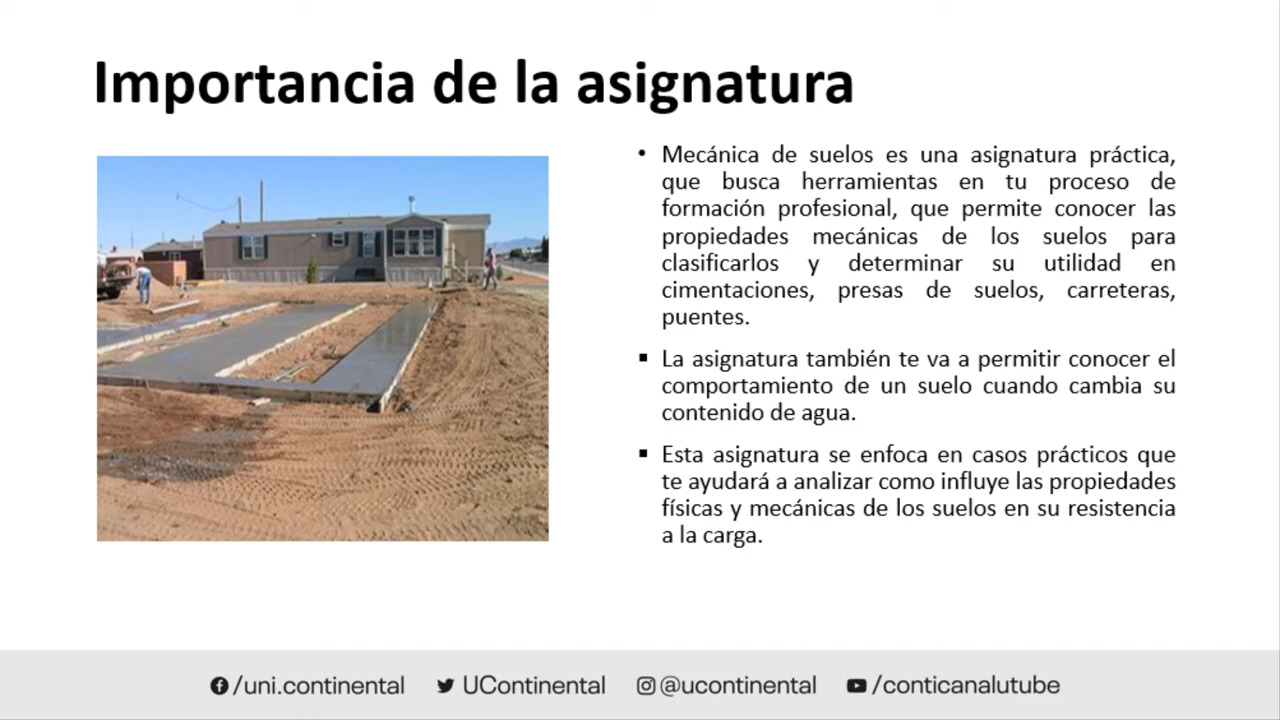 Importancia de la asignatura
• Mecánica de suelos es una asignatura práctica,
que busca herramientas en tu proceso de
formación profesional, que permite conocer las
propiedades mecánicas de los suelos para
clasificarlos y determinar su utilidad en
cimentaciones, presas de suelos, carreteras,
puentes.
▪ La asignatura también te va a permitir conocer el
comportamiento de un suelo cuando cambia su
contenido de agua.
▪ Esta asignatura se enfoca en casos prácticos que
te ayudará a analizar como influye las propiedades
físicas y mecánicas de los suelos en su resistencia
a la carga.
/uni.continental UContinental @ucontinental /conticanalutube